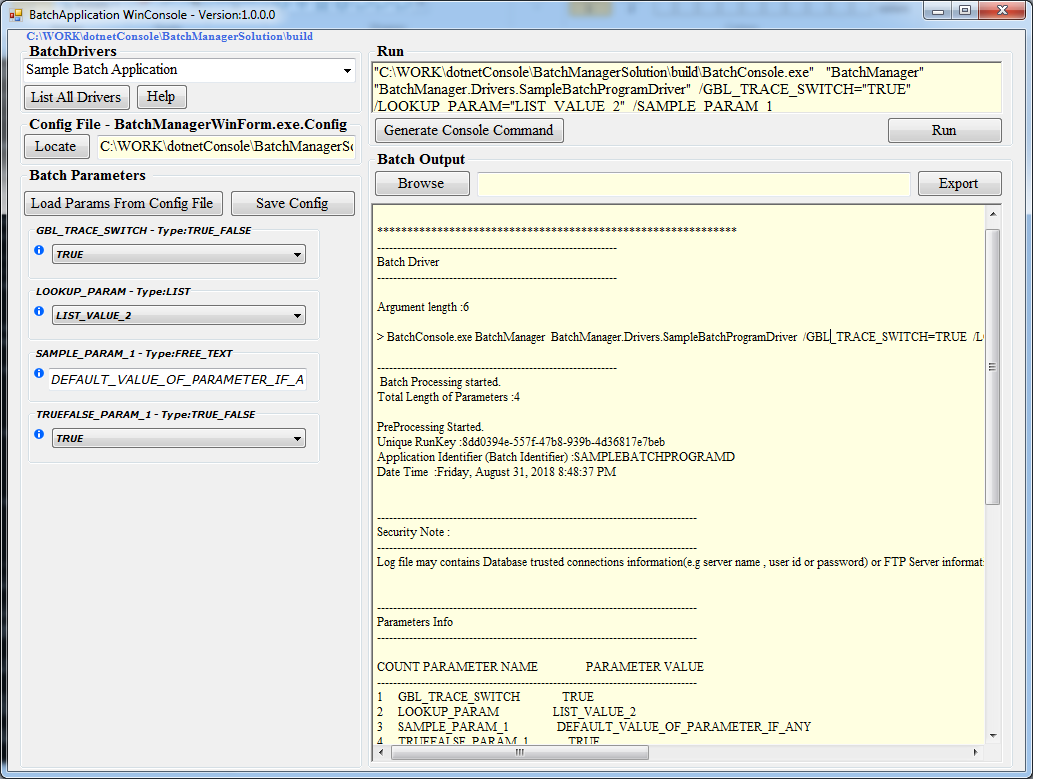 BatchApplication WinConsole - Version:1.0.0.0
C:\WORK\dotnetConsole\BatchManagerSolution\build
BatchDrivers
Sample Batch Application
List All Drivers
Help
Config File - BatchManagerWinForm.exe.Config
Locate
C:\WORK\dotnetConsole\BatchManagerSo
Batch Parameters
Load Params From Config File
Save Config
GBL_TRACE_SWITCH - Type:TRUE_FALSE
TRUE
LOOKUP_PARAM - Type:LIST
LIST_VALUE_2
SAMPLE_PARAM_1 - Type:FREE_TEXT
DEFAULT_VALUE_OF_PARAMETER_IF_A
TRUEFALSE_PARAM_1 - Type:TRUE_FALSE
TRUE
Run
"C:\WORK\dotnetConsole\BatchManagerSolution\build\BatchConsole.exe" "BatchManager"
"BatchManager.Drivers.SampleBatchProgramDriver" /GBL_TRACE_SWITCH="TRUE"
/LOOKUP_PARAM="LIST_VALUE_2" /SAMPLE_PARAM_1
Generate Console Command
Run
Batch Output
Browse
Export
************************************************************
------------------------------------------------------------
Batch Driver
------------------------------------------------------------
Argument length :6
> BatchConsole.exe BatchManager BatchManager.Drivers.SampleBatchProgramDriver /GBL_TRACE_SWITCH=TRUE /LO
------------------------------------------------------------
Batch Processing started.
Total Length of Parameters :4
PreProcessing Started.
Unique RunKey :8dd0394e-557f-47b8-939b-4d36817e7beb
Application Identifier (Batch Identifier) :SAMPLEBATCHPROGRAMD
Date Time :Friday, August 31, 2018 8:48:37 PM
--------------------------------------------------------------------------------
Security Note :
--------------------------------------------------------------------------------
Log file may contains Database trusted connections information(e.g server name , user id or password) or FTP Server informat
--------------------------------------------------------------------------------
Parameters Info
--------------------------------------------------------------------------------
COUNT PARAMETER NAME PARAMETER VALUE
--------------------------------------------------------------------------------
1 GBL_TRACE_SWITCH TRUE
2 LOOKUP_PARAM LIST_VALUE_2
3 SAMPLE_PARAM_1 DEFAULT_VALUE_OF_PARAMETER_IF_ANY
4 TRUEFALSE_PARAM_1 TRUE